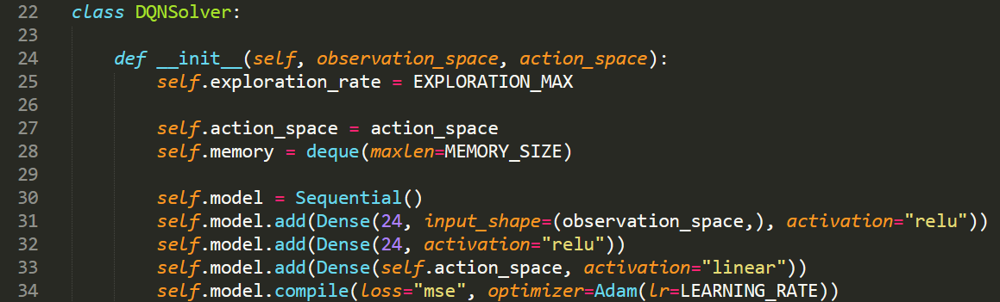 22 class DQNSolver:
23
24 def __init__(self, observation_space, action_space):
25 self.exploration_rate = EXPLORATION_MAX
26
27 self.action_space = action_space
28 self.memory = deque(maxlen=MEMORY_SIZE)
29
30 self.model = Sequential()
31 self.model.add(Dense(24, input_shape=(observation_space,), activation="relu"))
32 self.model.add(Dense(24, activation="relu"))
33 self.model.add(Dense(self.action_space, activation="linear"))
34 self.model.compile(loss="mse", optimizer=Adam(lr=LEARNING_RATE))